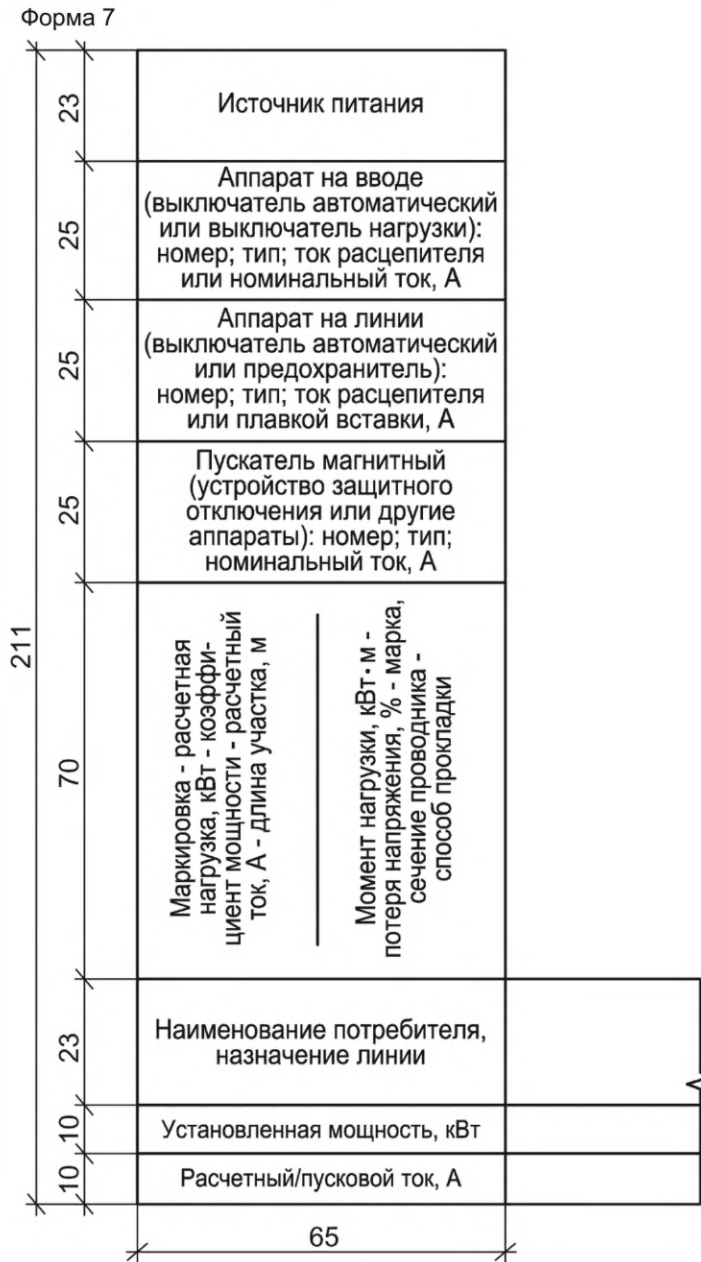 Форма 7
23
Источник питания
25
Аппарат на вводе
(выключатель автоматический
или выключатель нагрузки):
номер; тип; ток расцепителя
или номинальный ток, А
25
Аппарат на линии
(выключатель автоматический
или предохранитель):
номер; тип; ток расцепителя
или плавкой вставки, А
25
Пускатель магнитный
(устройство защитного
отключения или другие
аппараты): номер; тип;
номинальный ток, А
211
70
Маркировка - расчетная
нагрузка, кВт - коэффи-
циент мощности - расчетный
ток, А - длина участка, м
Момент нагрузки, кВт·м -
потеря напряжения, % - марка,
сечение проводника -
способ прокладки
23
Наименование потребителя,
назначение линии
10
Установленная мощность, кВт
10
Расчетный/пусковой ток, А
65